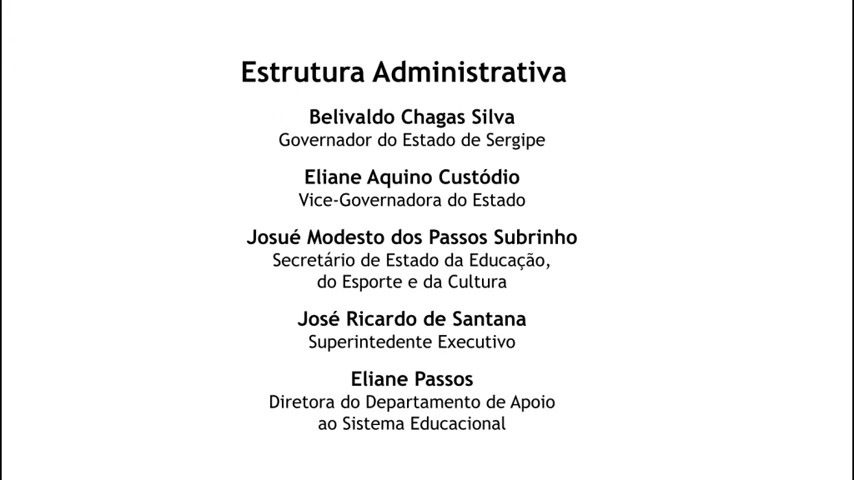 Estrutura Administrativa
Belivaldo Chagas Silva
Governador do Estado de Sergipe
Eliane Aquino Custódio
Vice-Governadora do Estado
Josué Modesto dos Passos Subrinho
Secretário de Estado da Educação,
do Esporte e da Cultura
José Ricardo de Santana
Superintedente Executivo
Eliane Passos
Diretora do Departamento de Apoio
ao Sistema Educacional